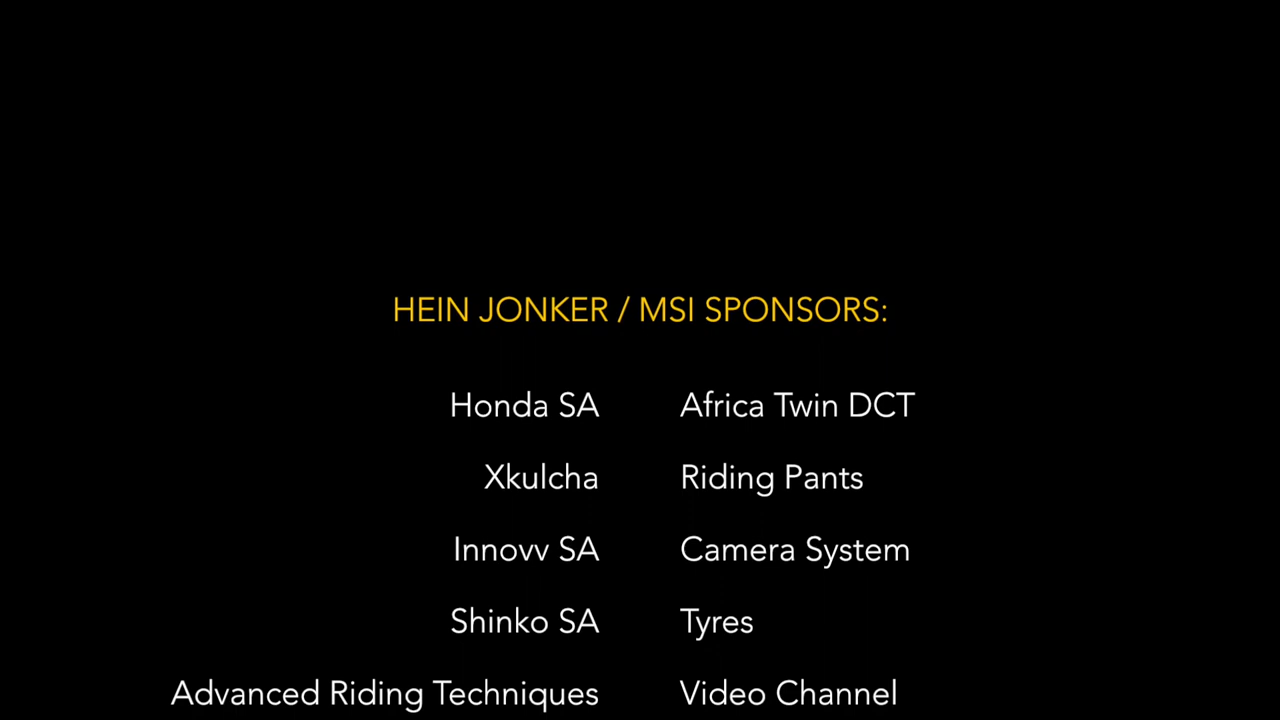 HEIN JONKER / MSI SPONSORS:
Honda SA Africa Twin DCT
Xkulcha Riding Pants
Innovv SA Camera System
Shinko SA Tyres
Advanced Riding Techniques Video Channel